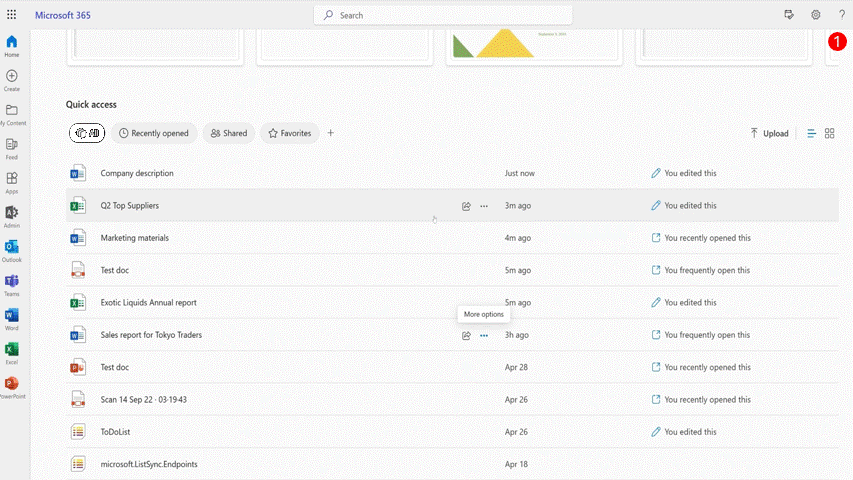 Microsoft 365
Search
?
1
Home
Create
My Content
Feed
Apps
Admin
Outlook
Teams
Word
Excel
PowerPoint
September 3, 2024
Quick access
All
Recently opened
Shared
Favorites
+
Upload
Company description Just now You edited this
Q2 Top Suppliers 3m ago You edited this
Marketing materials 4m ago You recently opened this
Test doc 5m ago You frequently open this
Exotic Liquids Annual report 5m ago You edited this
More options
Sales report for Tokyo Traders 3h ago You frequently open this
Test doc Apr 28 You recently opened this
Scan 14 Sep 22 · 03-19-43 Apr 26 You recently opened this
ToDoList Apr 26 You edited this
microsoft.ListSync.Endpoints Apr 18